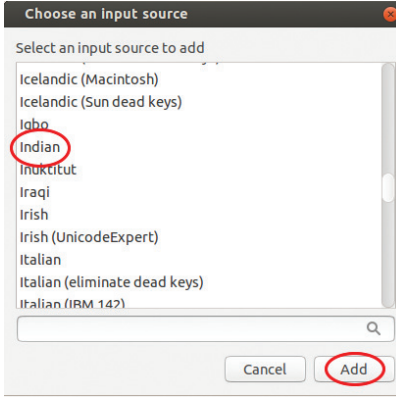 Choose an input source
Select an input source to add
Icelandic (Macintosh)
Icelandic (Sun dead keys)
Igbo
Indian
Inuktitut
Iraqi
Irish
Irish (UnicodeExpert)
Italian
Italian (eliminate dead keys)
Italian (IBM 142)
Cancel
Add